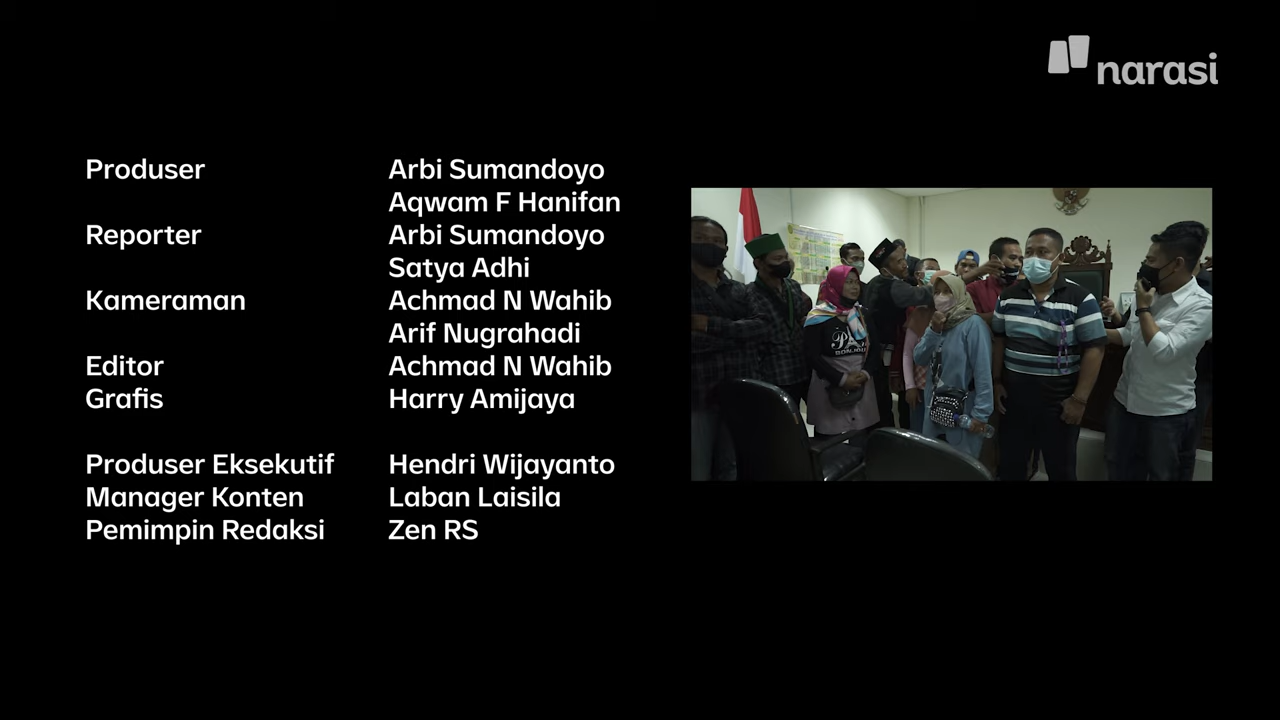 narasi
Produser Arbi Sumandoyo
Aqwam F Hanifan
Reporter Arbi Sumandoyo
Satya Adhi
Kameraman Achmad N Wahib
Arif Nugrahadi
Editor Achmad N Wahib
Grafis Harry Amijaya
Produser Eksekutif Hendri Wijayanto
Manager Konten Laban Laisila
Pemimpin Redaksi Zen RS